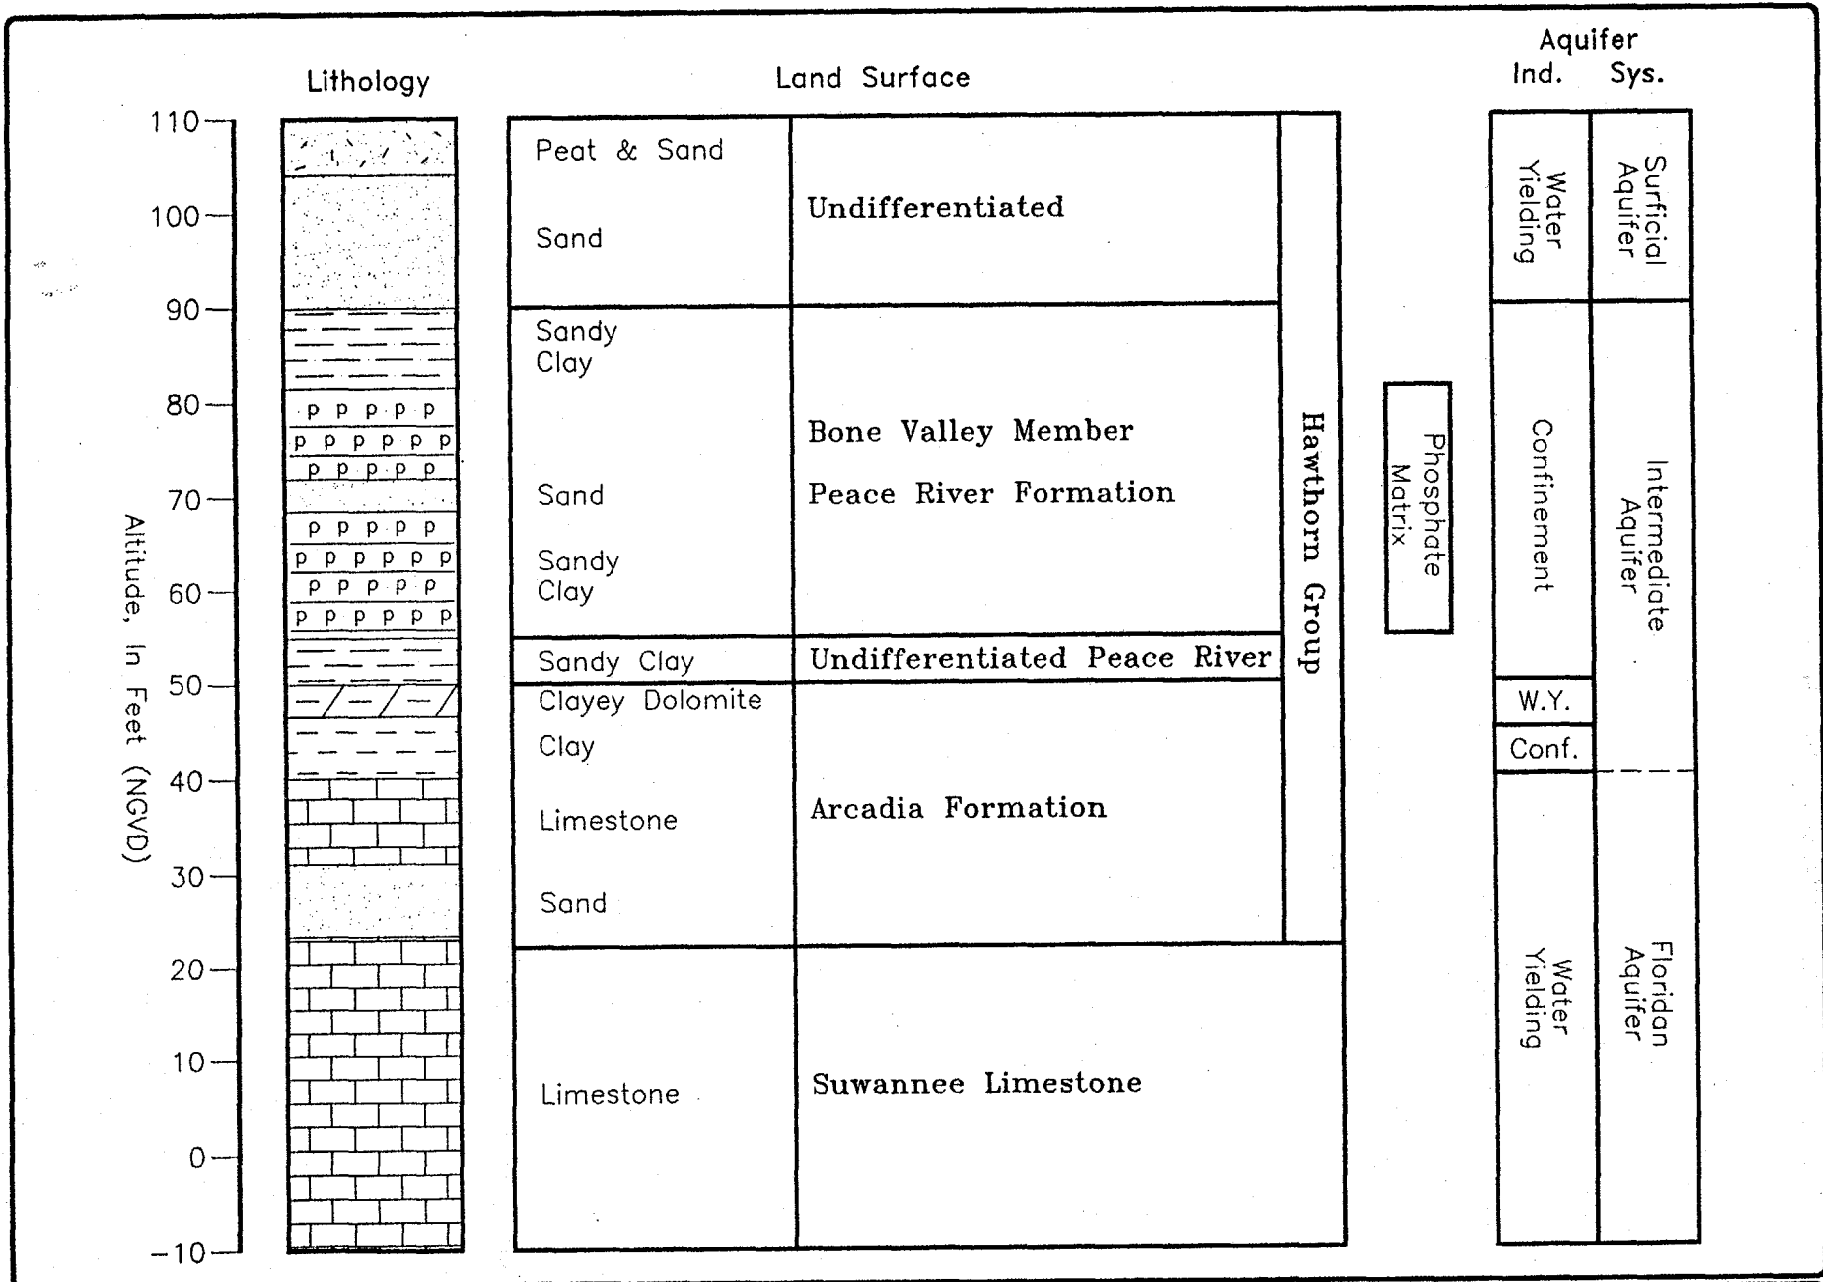 Aquifer
Lithology
Land Surface
Ind. Sys.
110
100
90
80
70
60
50
40
30
20
10
0
-10
Altitude, In Feet (NGVD)
p p p p p
p p p p p p
p p p p p
p p p p p
p p p p p p
p p p p p
p p p p p p
Peat & Sand
Sand
Undifferentiated
Sandy
Clay
Sand
Sandy
Clay
Bone Valley Member
Peace River Formation
Sandy Clay
Undifferentiated Peace River
Clayey Dolomite
Clay
Limestone
Sand
Arcadia Formation
Limestone
Suwannee Limestone
Hawthorn Group
Phosphate
Matrix
Water
Yielding
Confinement
W.Y.
Conf.
Water
Yielding
Surficial
Aquifer
Intermediate
Aquifer
Floridan
Aquifer